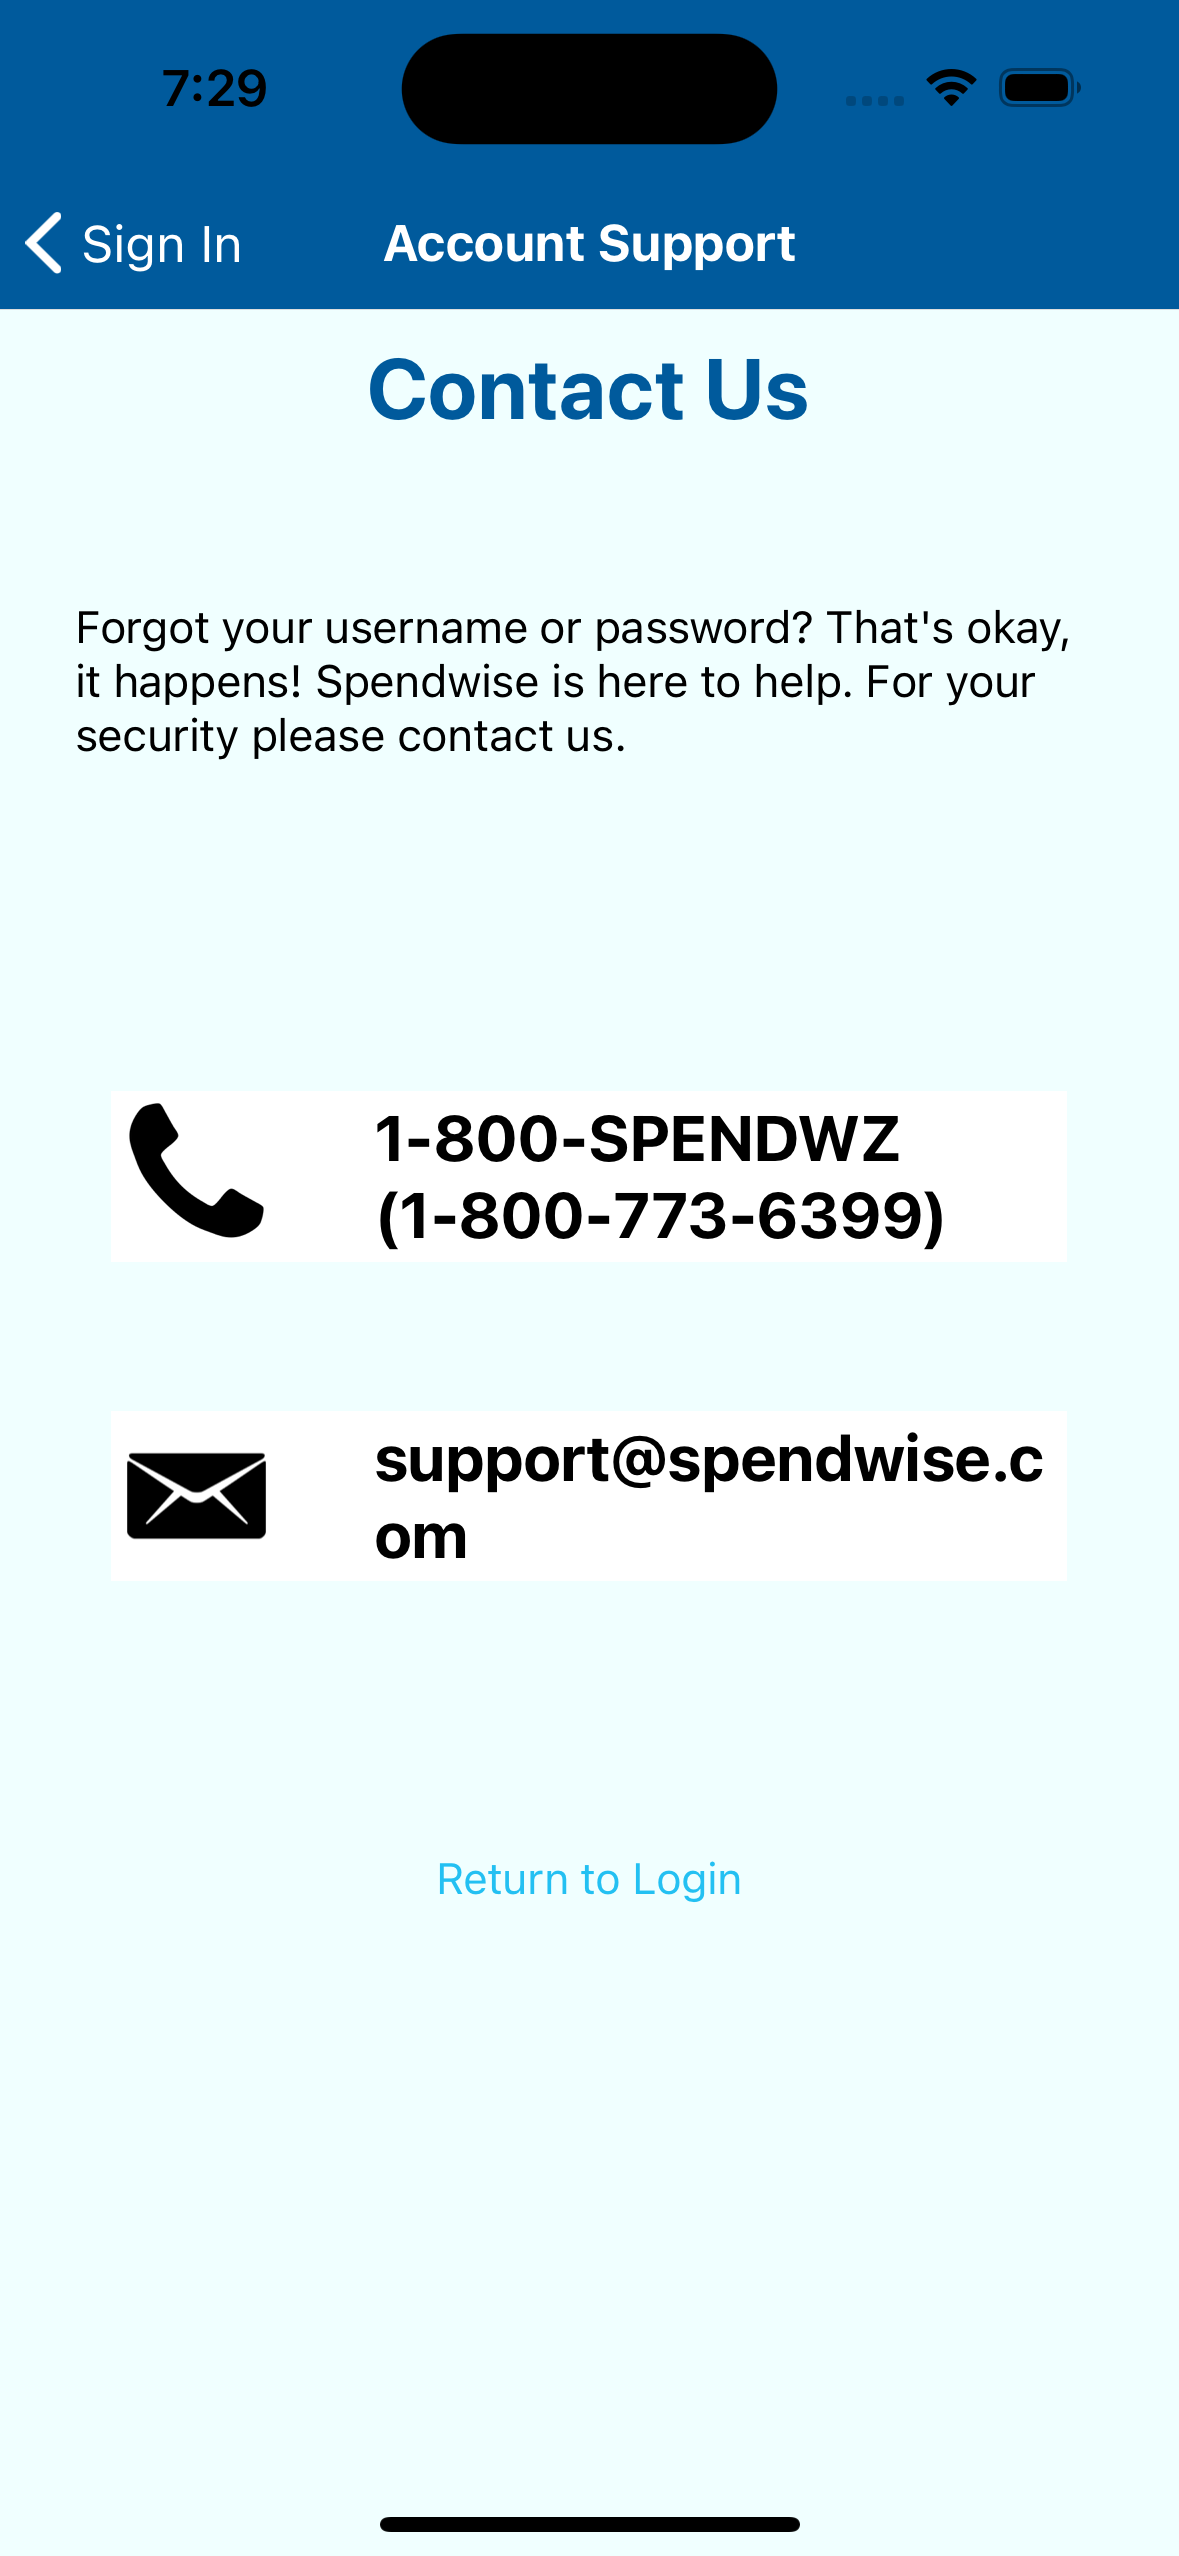 7:29
Sign In
Account Support
Contact Us
Forgot your username or password? That's okay,
it happens! Spendwise is here to help. For your
security please contact us.
1-800-SPENDWZ
(1-800-773-6399)
support@spendwise.c
om
Return to Login